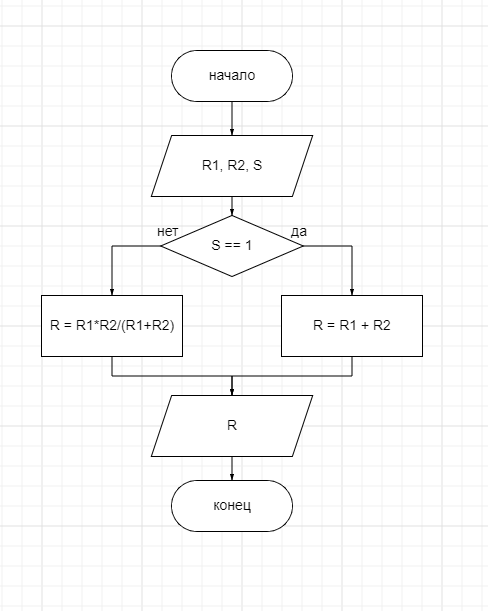 начало
R1, R2, S
нет
да
S == 1
R = R1*R2/(R1+R2)
R = R1 + R2
R
конец